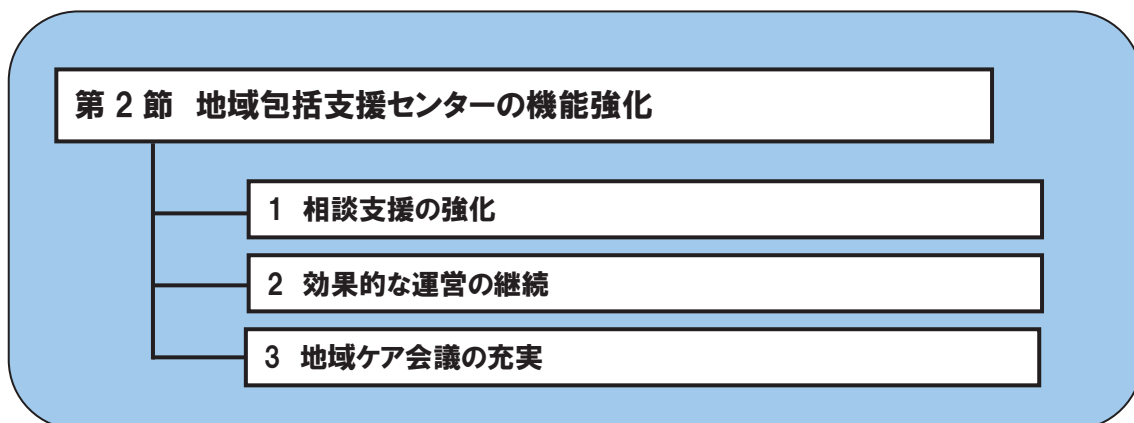 第2節 地域包括支援センターの機能強化
1 相談支援の強化
2 効果的な運営の継続
3 地域ケア会議の充実